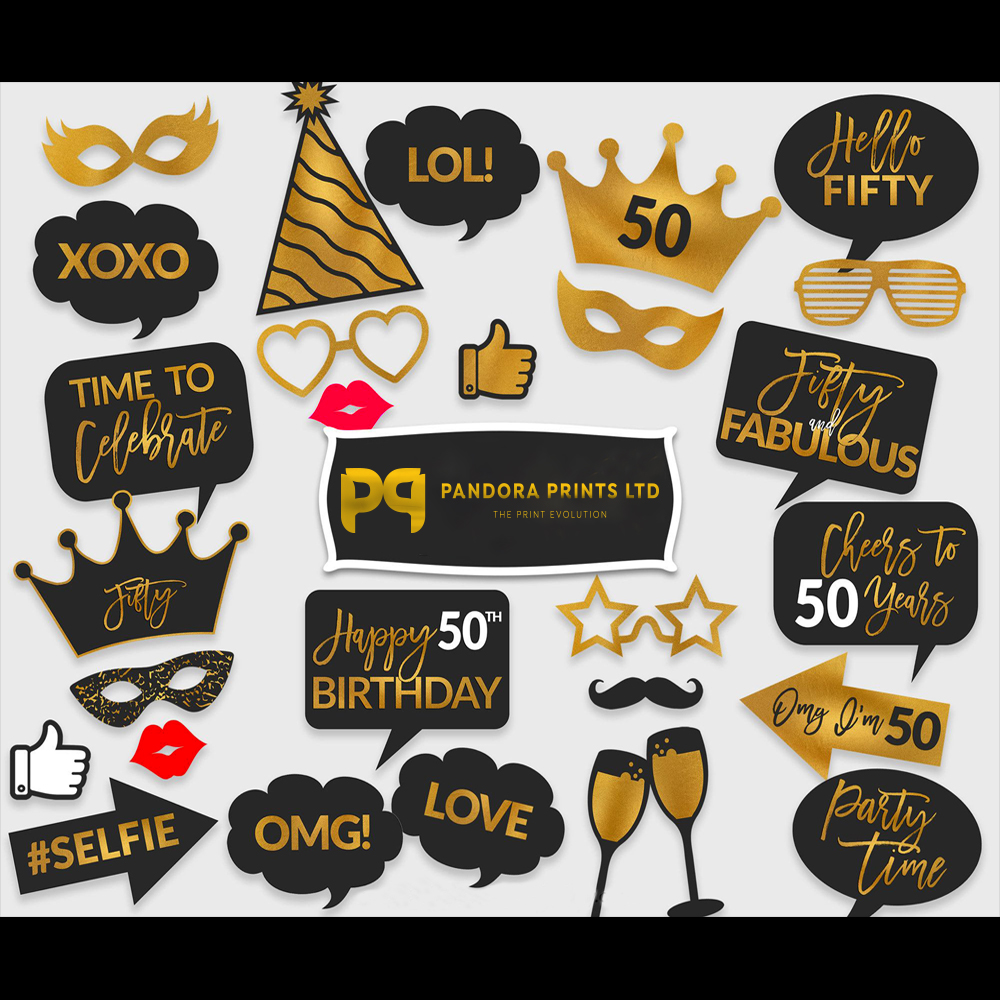 LOL!
50
Hello
FIFTY
XOXO
TIME TO
Celebrate
Fifty
and
FABULOUS
PP
PANDORA PRINTS LTD
THE PRINT EVOLUTION
Cheers to
50 Years
Fifty
Happy 50TH
BIRTHDAY
Omg I'm 50
#SELFIE
OMG!
LOVE
Party
time